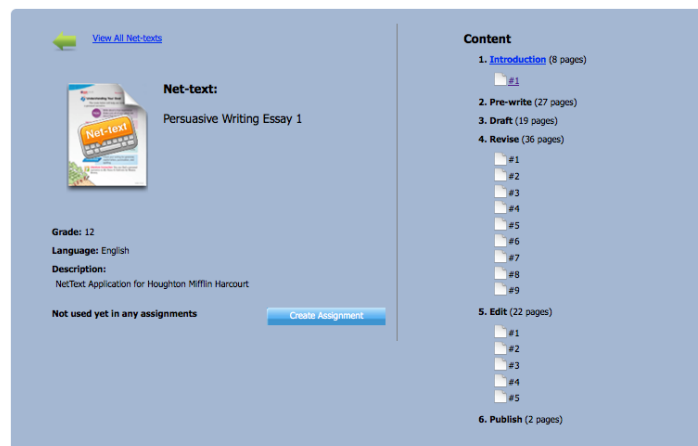 View All Net-texts
Net-text:
Persuasive Writing Essay 1
Net-text
Grade: 12
Language: English
Description:
NetText Application for Houghton Mifflin Harcourt
Not used yet in any assignments
Create Assignment
Content
1. Introduction (8 pages)
#1
2. Pre-write (27 pages)
3. Draft (19 pages)
4. Revise (36 pages)
#1
#2
#3
#4
#5
#6
#7
#8
#9
5. Edit (22 pages)
#1
#2
#3
#4
#5
6. Publish (2 pages)